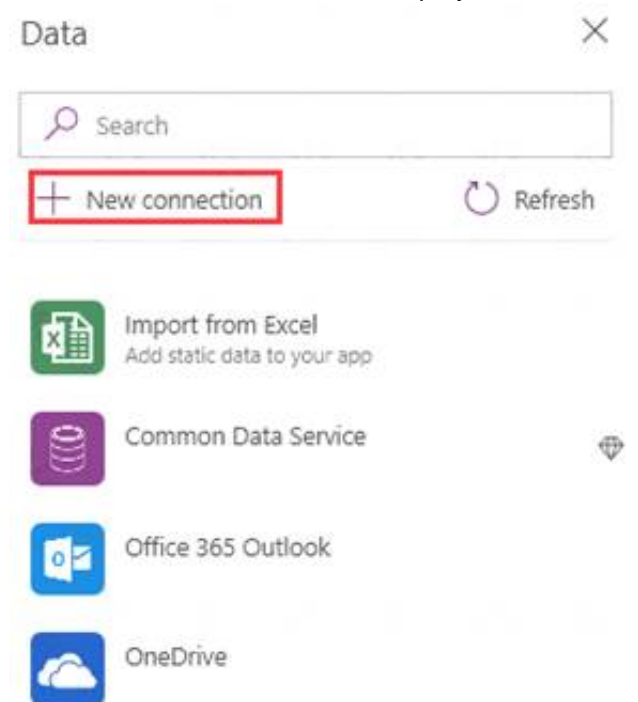 Data
Search
New connection
Refresh
Import from Excel
Add static data to your app
Common Data Service
Office 365 Outlook
OneDrive